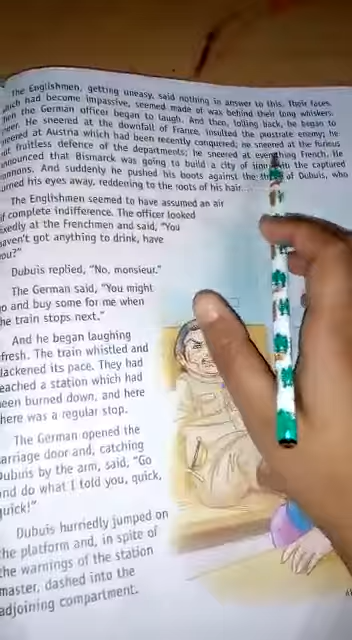 The Englishmen, getting uneasy, said nothing in answer to this. Their faces,
which had become impassive, seemed made of wax behind their long whiskers.
Then the German officer began to laugh. And then, lolling back, he began to
sneer. He sneered at the downfall of France, insulted the prostrate enemy; he
sneered at Austria which had been recently conquered; he sneered at the furious
but fruitless defence of the departments; he sneered at everything French. He
announced that Bismarck was going to build a city of iron with the captured
cannons. And suddenly he pushed his boots against the of Dubuis, who
turned his eyes away, reddening to the roots of his hair...
The Englishmen seemed to have assumed an air
of complete indifference. The officer looked
fixedly at the Frenchmen and said, "You
haven't got anything to drink, have
you?"
Dubuis replied, "No, monsieur."
The German said, "You might
go and buy some for me when
the train stops next."
And he began laughing
afresh. The train whistled and
slackened its pace. They had
reached a station which had
been burned down, and here
there was a regular stop.
The German opened the
carriage door and, catching
Dubuis by the arm, said, "Go
and do what I told you, quick,
quick!"
Dubuis hurriedly jumped on
the platform and, in spite of
the warnings of the station
master, dashed into the
adjoining compartment.